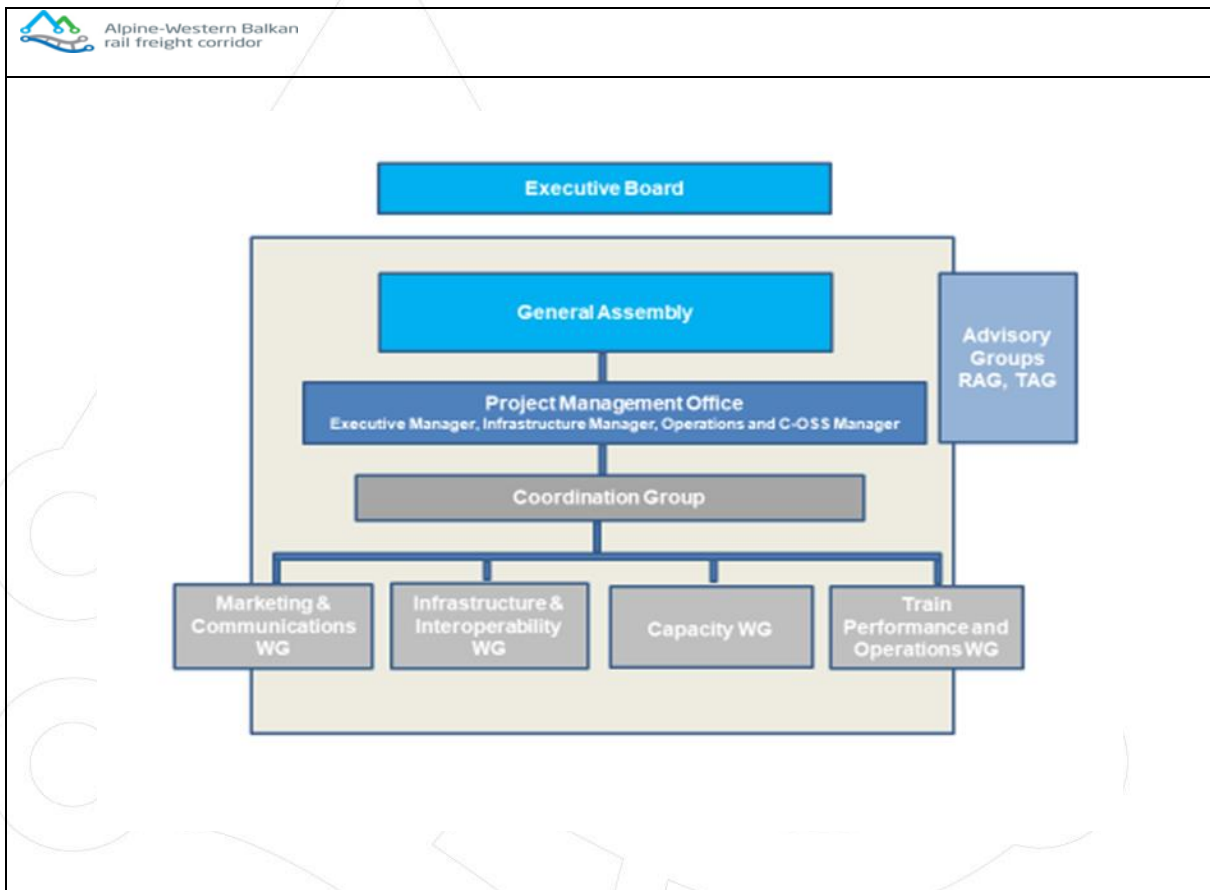 Alpine-Western Balkan
rail freight corridor
Executive Board
General Assembly
Advisory
Groups
RAG, TAG
Project Management Office
Executive Manager, Infrastructure Manager, Operations and C-OSS Manager
Coordination Group
Marketing &
Communications
WG
Infrastructure &
Interoperability
WG
Capacity WG
Train
Performance and
Operations WG